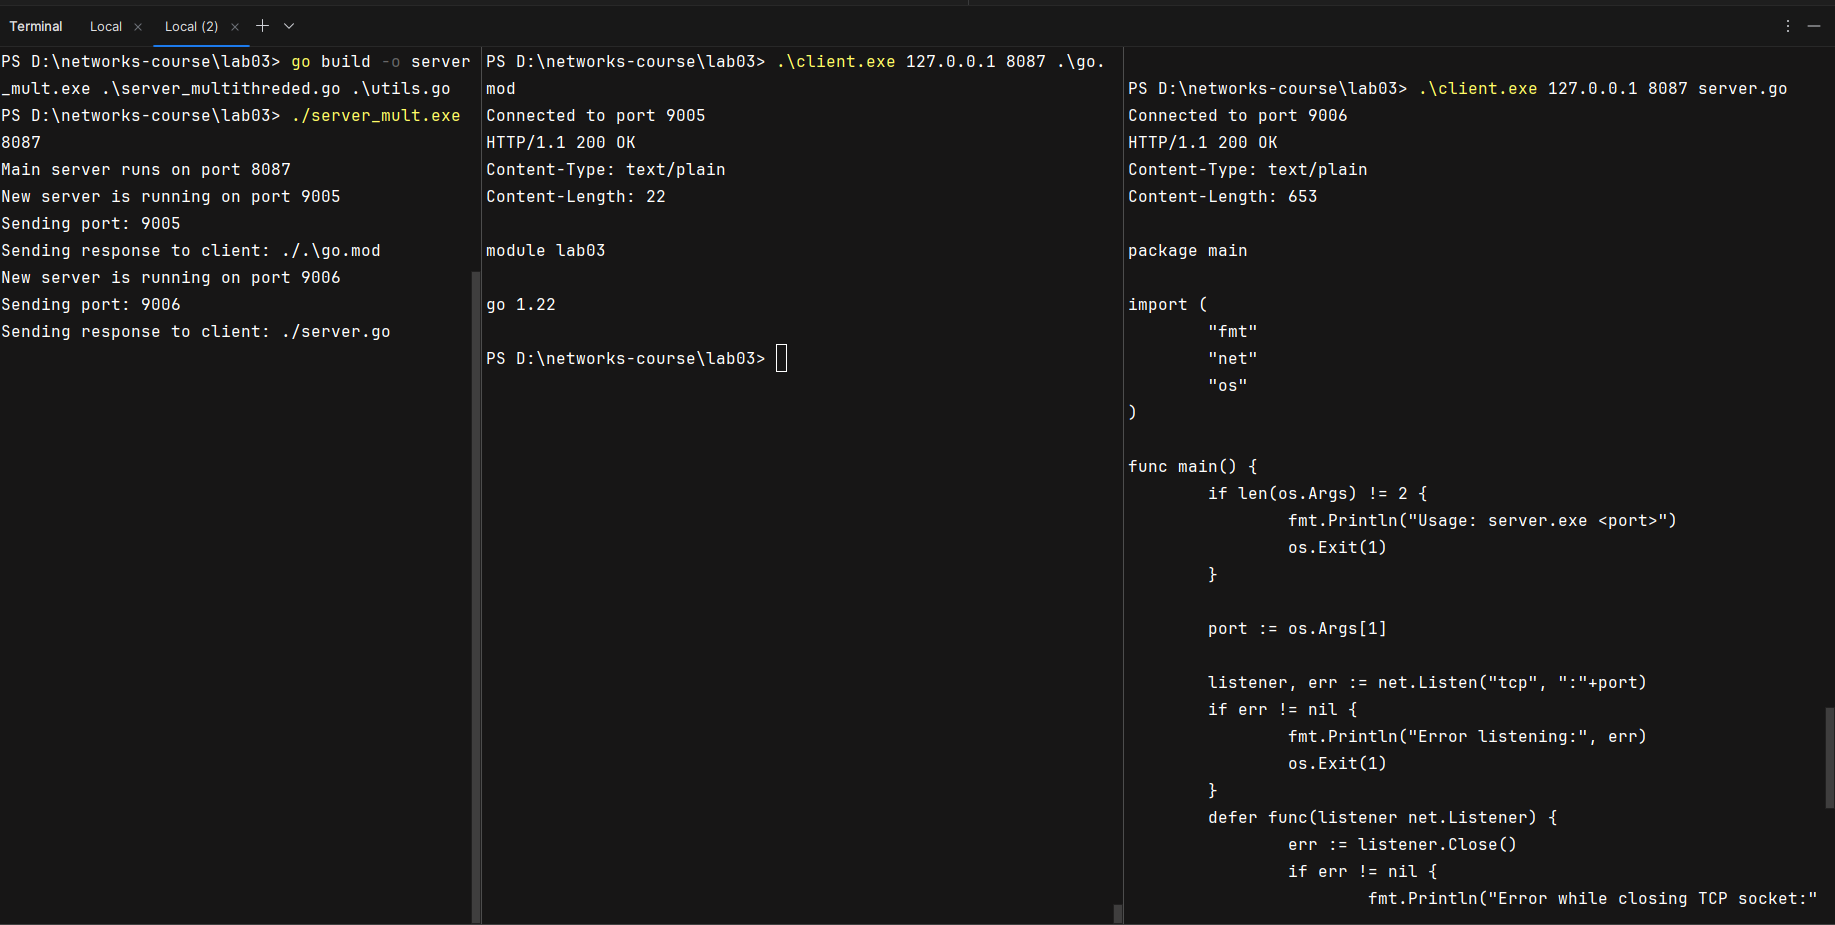 Terminal Local Local (2)
PS D:\networks-course\lab03> go build -o server
_mult.exe .\server_multithreded.go .\utils.go
PS D:\networks-course\lab03> ./server_mult.exe
8087
Main server runs on port 8087
New server is running on port 9005
Sending port: 9005
Sending response to client: ./.\go.mod
New server is running on port 9006
Sending port: 9006
Sending response to client: ./server.go
PS D:\networks-course\lab03> .\client.exe 127.0.0.1 8087 .\go.
mod
Connected to port 9005
HTTP/1.1 200 OK
Content-Type: text/plain
Content-Length: 22

module lab03

go 1.22

PS D:\networks-course\lab03>
PS D:\networks-course\lab03> .\client.exe 127.0.0.1 8087 server.go
Connected to port 9006
HTTP/1.1 200 OK
Content-Type: text/plain
Content-Length: 653

package main

import (
        "fmt"
        "net"
        "os"
)

func main() {
        if len(os.Args) != 2 {
                fmt.Println("Usage: server.exe <port>")
                os.Exit(1)
        }

        port := os.Args[1]

        listener, err := net.Listen("tcp", ":"+port)
        if err != nil {
                fmt.Println("Error listening:", err)
                os.Exit(1)
        }
        defer func(listener net.Listener) {
                err := listener.Close()
                if err != nil {
                        fmt.Println("Error while closing TCP socket:"